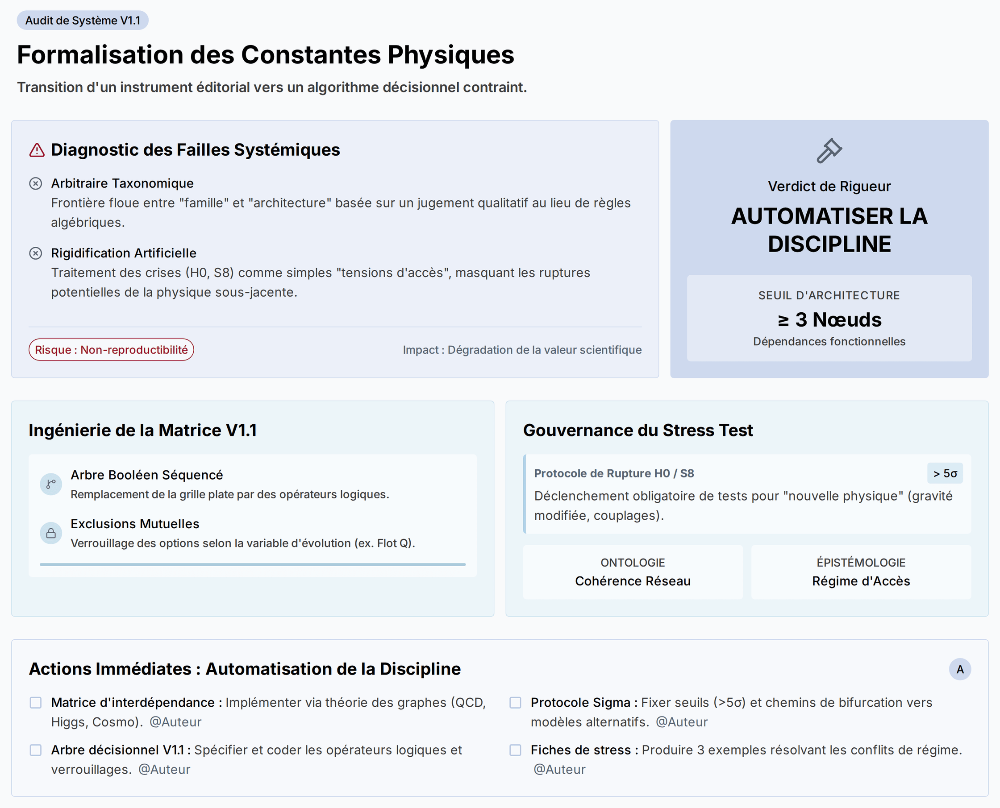 Audit de Système V1.1
Formalisation des Constantes Physiques
Transition d'un instrument éditorial vers un algorithme décisionnel contraint.
Diagnostic des Failles Systémiques
Arbitraire Taxonomique
Frontière floue entre "famille" et "architecture" basée sur un jugement qualitatif au lieu de règles
algébriques.
Rigidification Artificielle
Traitement des crises (H0, S8) comme simples "tensions d'accès", masquant les ruptures
potentielles de la physique sous-jacente.
Risque : Non-reproductibilité
Impact : Dégradation de la valeur scientifique
Verdict de Rigueur
AUTOMATISER LA
DISCIPLINE
SEUIL D'ARCHITECTURE
≥ 3 Nœuds
Dépendances fonctionnelles
Ingénierie de la Matrice V1.1
Arbre Booléen Séquencé
Remplacement de la grille plate par des opérateurs logiques.
Exclusions Mutuelles
Verrouillage des options selon la variable d'évolution (ex. Flot Q).
Gouvernance du Stress Test
Protocole de Rupture H0 / S8
> 5σ
Déclenchement obligatoire de tests pour "nouvelle physique" (gravité
modifiée, couplages).
ONTOLOGIE
Cohérence Réseau
ÉPISTÉMOLOGIE
Régime d'Accès
Actions Immédiates : Automatisation de la Discipline
A
Matrice d'interdépendance : Implémenter via théorie des graphes (QCD,
Higgs, Cosmo). @Auteur
Protocole Sigma : Fixer seuils (>5σ) et chemins de bifurcation vers
modèles alternatifs. @Auteur
Arbre décisionnel V1.1 : Spécifier et coder les opérateurs logiques et
verrouillages. @Auteur
Fiches de stress : Produire 3 exemples résolvant les conflits de régime.
@Auteur